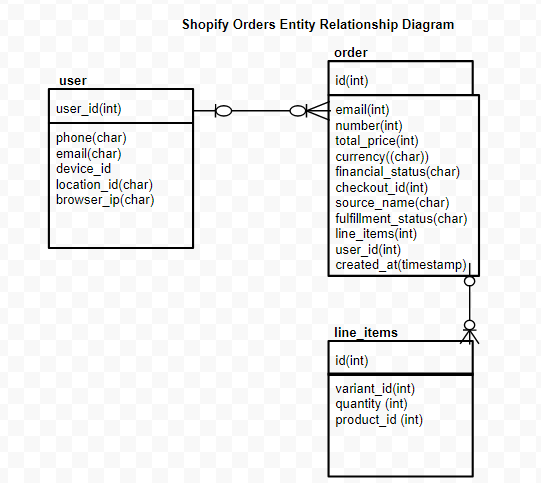 Shopify Orders Entity Relationship Diagram
user
user_id(int)
phone(char)
email(char)
device_id
location_id(char)
browser_ip(char)
order
id(int)
email(int)
number(int)
total_price(int)
currency((char))
financial_status(char)
checkout_id(int)
source_name(char)
fulfillment_status(char)
line_items(int)
user_id(int)
created_at(timestamp)
line_items
id(int)
variant_id(int)
quantity (int)
product_id (int)